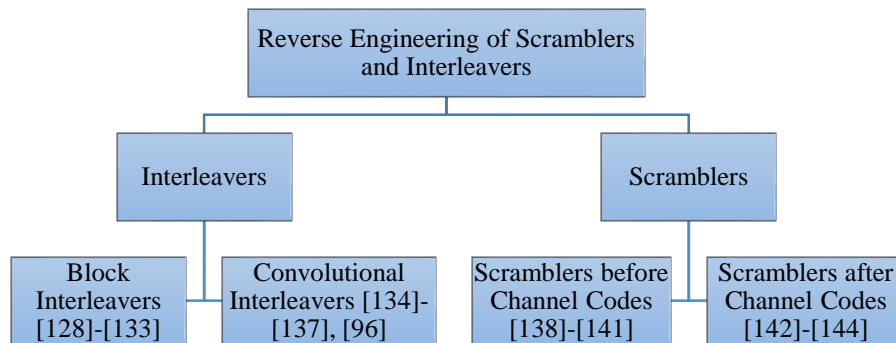 Reverse Engineering of Scramblers
and Interleavers
Interleavers
Scramblers
Block
Interleavers
[128]-[133]
Convolutional
Interleavers [134]-
[137], [96]
Scramblers before
Channel Codes
[138]-[141]
Scramblers after
Channel Codes
[142]-[144]